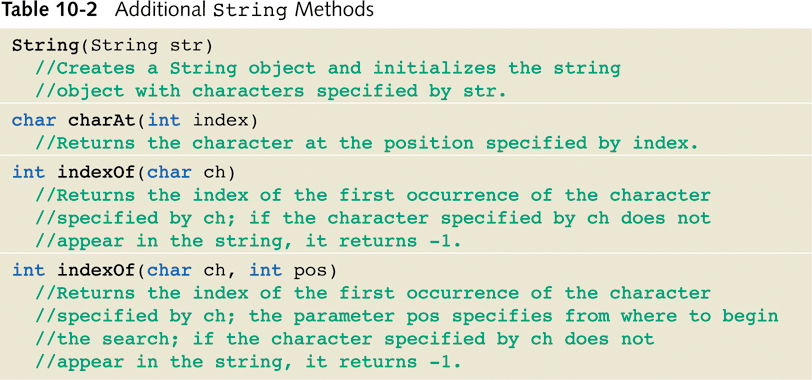 Table 10-2 Additional String Methods
String(String str)
//Creates a String object and initializes the string
//object with characters specified by str.
char charAt(int index)
//Returns the character at the position specified by index.
int indexOf(char ch)
//Returns the index of the first occurrence of the character
//specified by ch; if the character specified by ch does not
//appear in the string, it returns -1.
int indexOf(char ch, int pos)
//Returns the index of the first occurrence of the character
//specified by ch; the parameter pos specifies from where to begin
//the search; if the character specified by ch does not
//appear in the string, it returns -1.